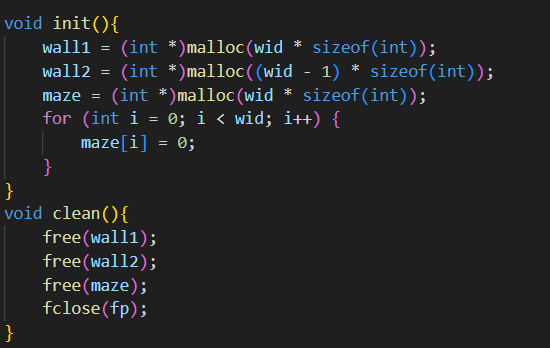 void init(){
    wall1 = (int *)malloc(wid * sizeof(int));
    wall2 = (int *)malloc((wid - 1) * sizeof(int));
    maze = (int *)malloc(wid * sizeof(int));
    for (int i = 0; i < wid; i++) {
        maze[i] = 0;
    }
}
void clean(){
    free(wall1);
    free(wall2);
    free(maze);
    fclose(fp);
}